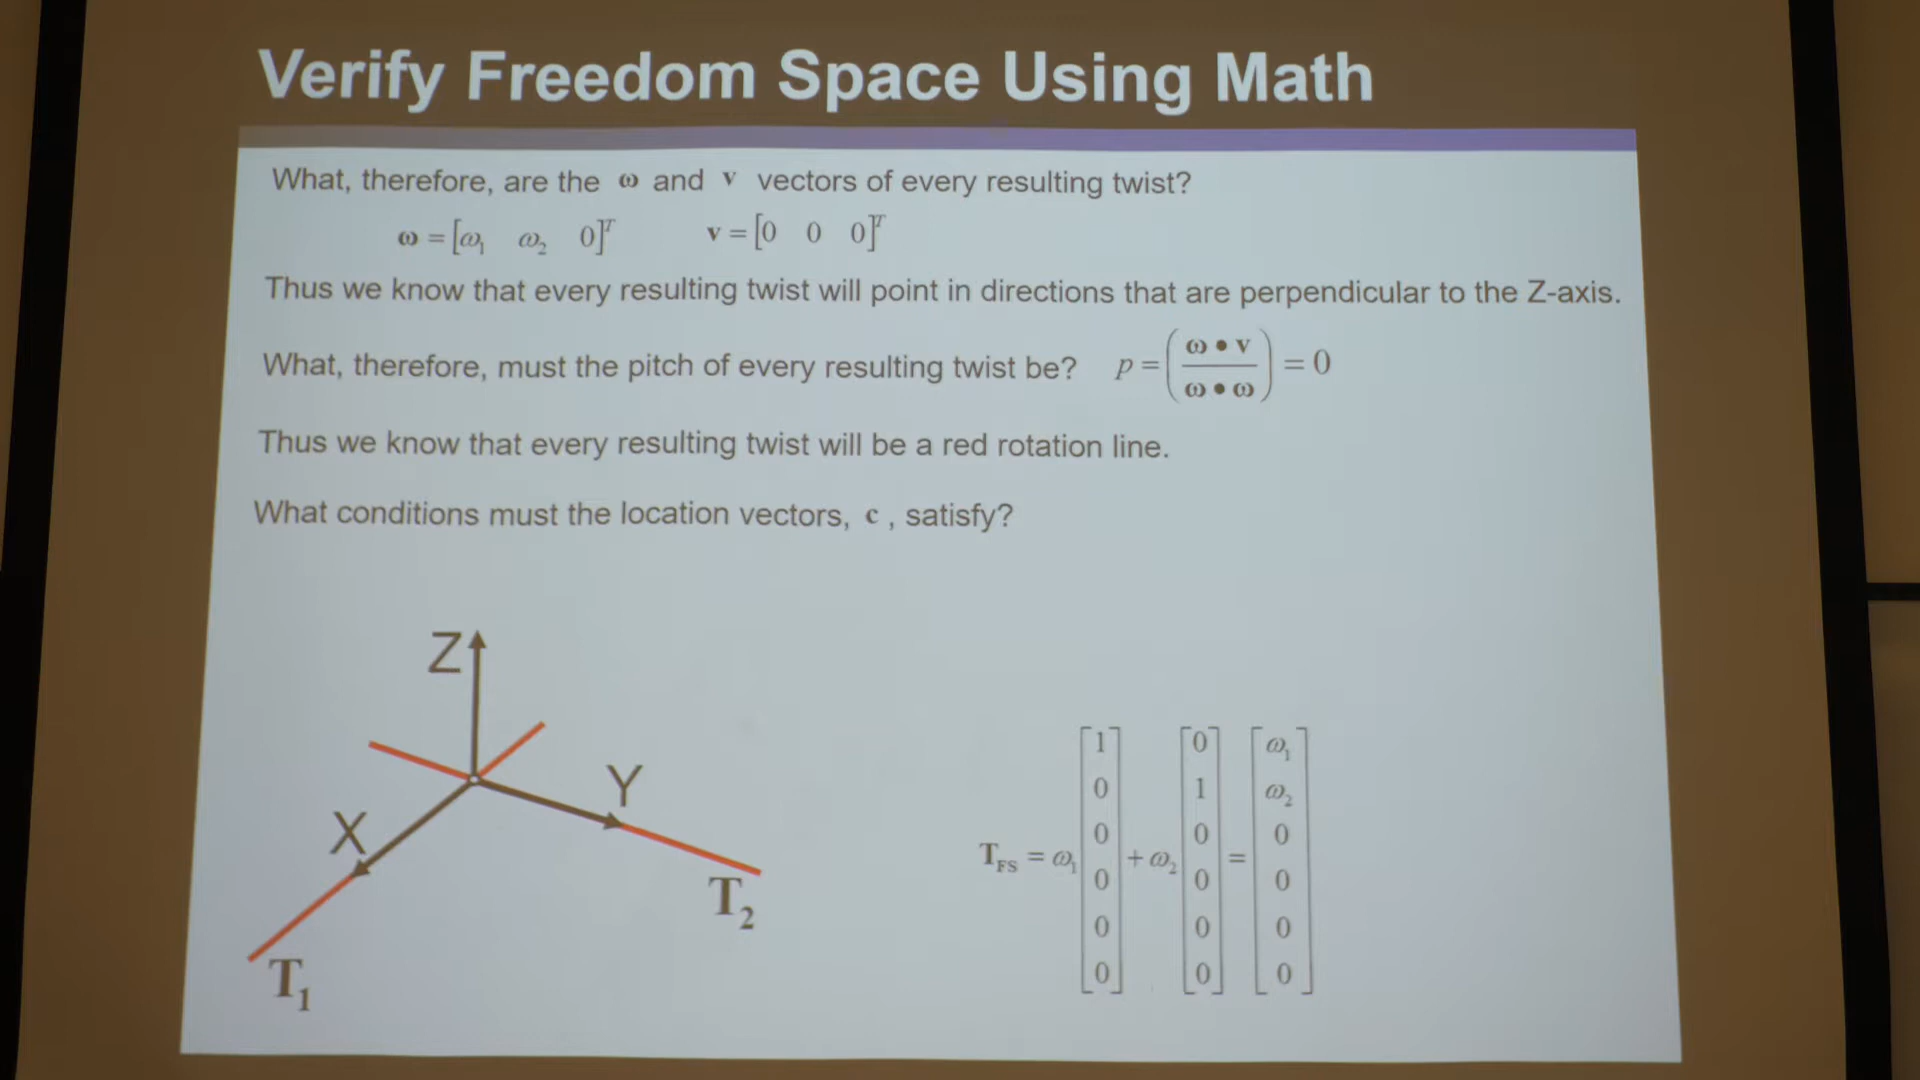 Verify Freedom Space Using Math
What, therefore, are the ω and v vectors of every resulting twist?
ω = [ω₁ ω₂ 0]ᵀ v = [0 0 0]ᵀ
Thus we know that every resulting twist will point in directions that are perpendicular to the Z-axis.
What, therefore, must the pitch of every resulting twist be? p = (ω • v / ω • ω) = 0
Thus we know that every resulting twist will be a red rotation line.
What conditions must the location vectors, c , satisfy?
Z
Y
X
T₂
T₁
T_FS = ω₁ [1 0 0 0 0 0] + ω₂ [0 1 0 0 0 0] = [ω₁ ω₂ 0 0 0 0]